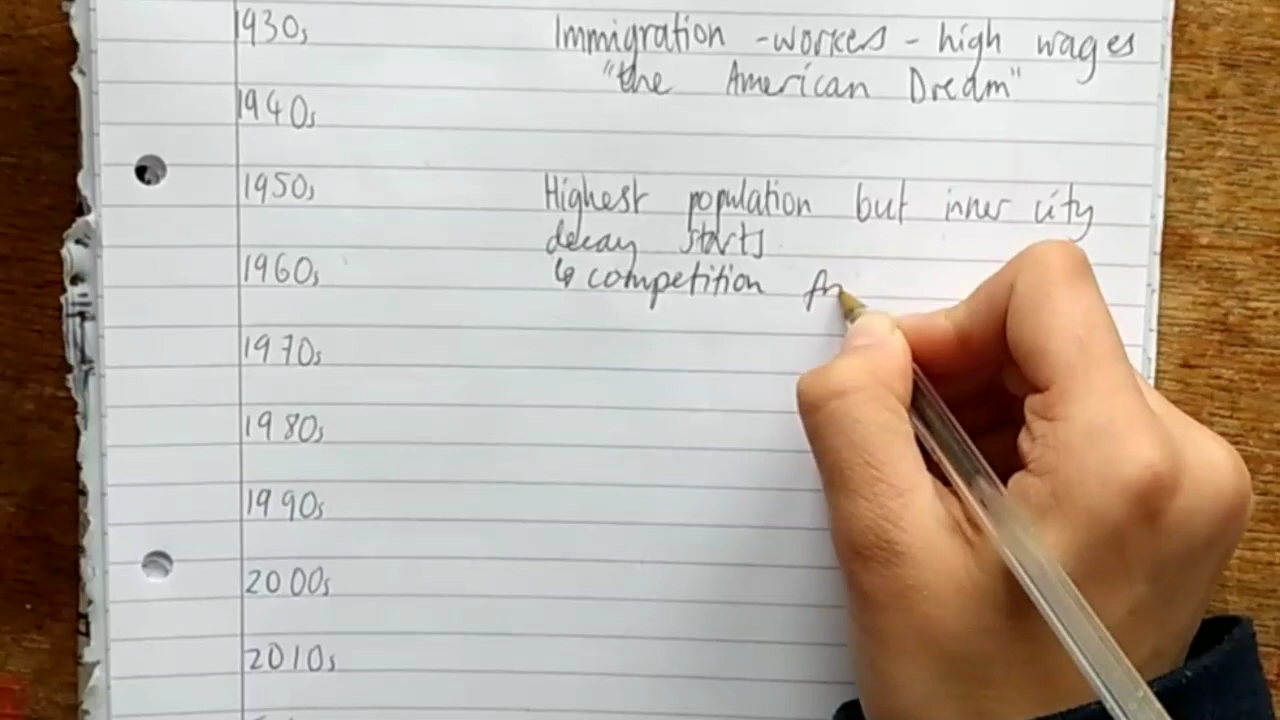 1930s Immigration - workes - high wages
"the American Dream"
1940s
1950s Highest population but inner city
decay starts
1960s ↳ competition
1970s
1980s
1990s
2000s
2010s